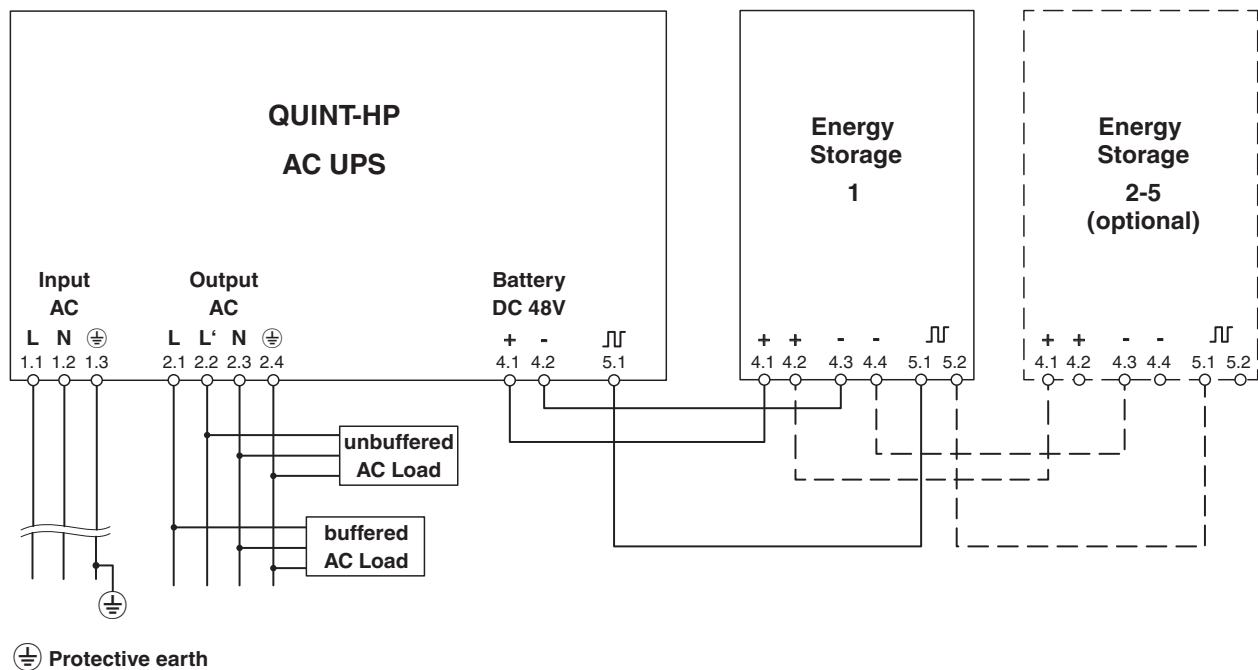 QUINT-HP
AC UPS
Energy
Storage
1
Energy
Storage
2-5
(optional)
Input
AC
Output
AC
Battery
DC 48V
L N
L L‘ N
+ -
+ + - -
+ + - -
1.1 1.2 1.3
2.1 2.2 2.3 2.4
4.1 4.2 5.1
4.1 4.2 4.3 4.4 5.1 5.2
4.1 4.2 4.3 4.4 5.1 5.2
unbuffered
AC Load
buffered
AC Load
Protective earth